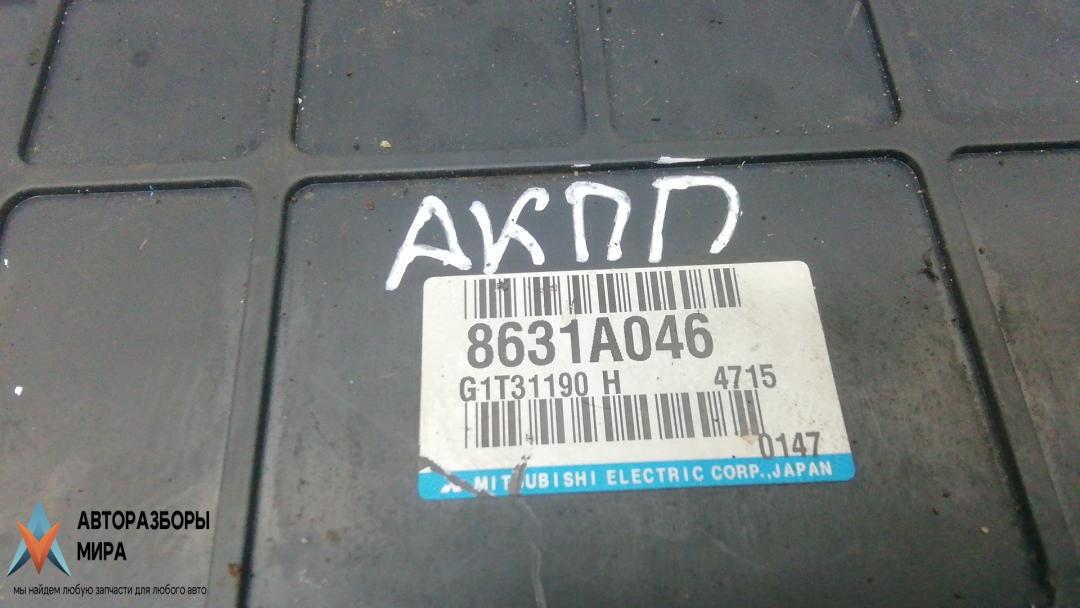 АКПП
8631A046
G1T31190 H 4715
0147
MITSUBISHI ELECTRIC CORP.,JAPAN
АВТОРАЗБОРЫ
МИРА
мы найдем любую запчасти для любого авто